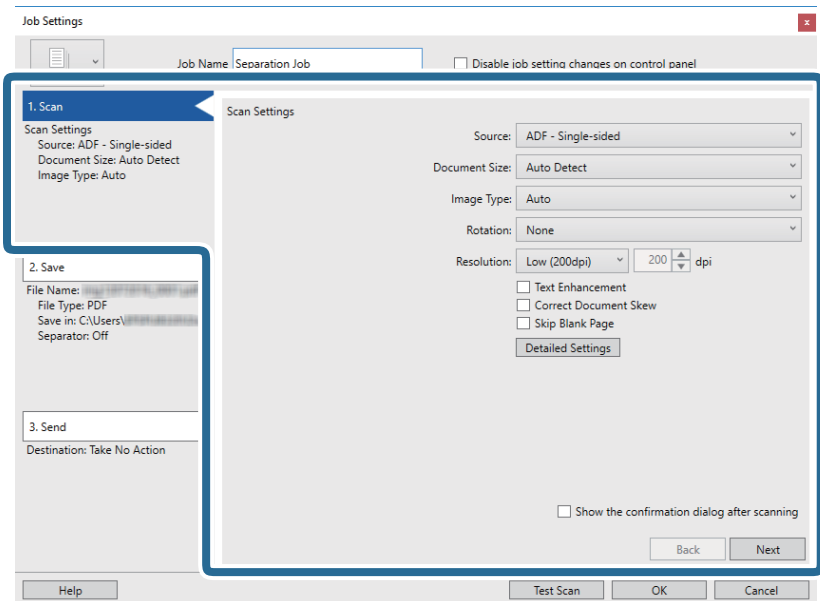 Job Settings
x
Job Name Separation Job Disable job setting changes on control panel
1. Scan
Scan Settings
Source: ADF - Single-sided
Document Size: Auto Detect
Image Type: Auto
Scan Settings
Source: ADF - Single-sided
Document Size: Auto Detect
Image Type: Auto
Rotation: None
Resolution: Low (200dpi) 200 dpi
Text Enhancement
Correct Document Skew
Skip Blank Page
Detailed Settings
Show the confirmation dialog after scanning
Back Next
2. Save
File Name:
File Type: PDF
Save in: C:\Users\
Separator: Off
3. Send
Destination: Take No Action
Help Test Scan OK Cancel